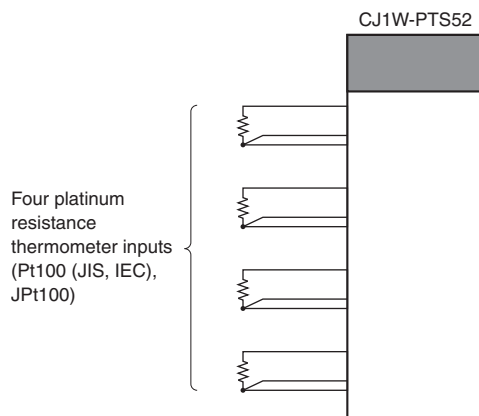 CJ1W-PTS52
Four platinum
resistance
thermometer inputs
(Pt100 (JIS, IEC),
JPt100)